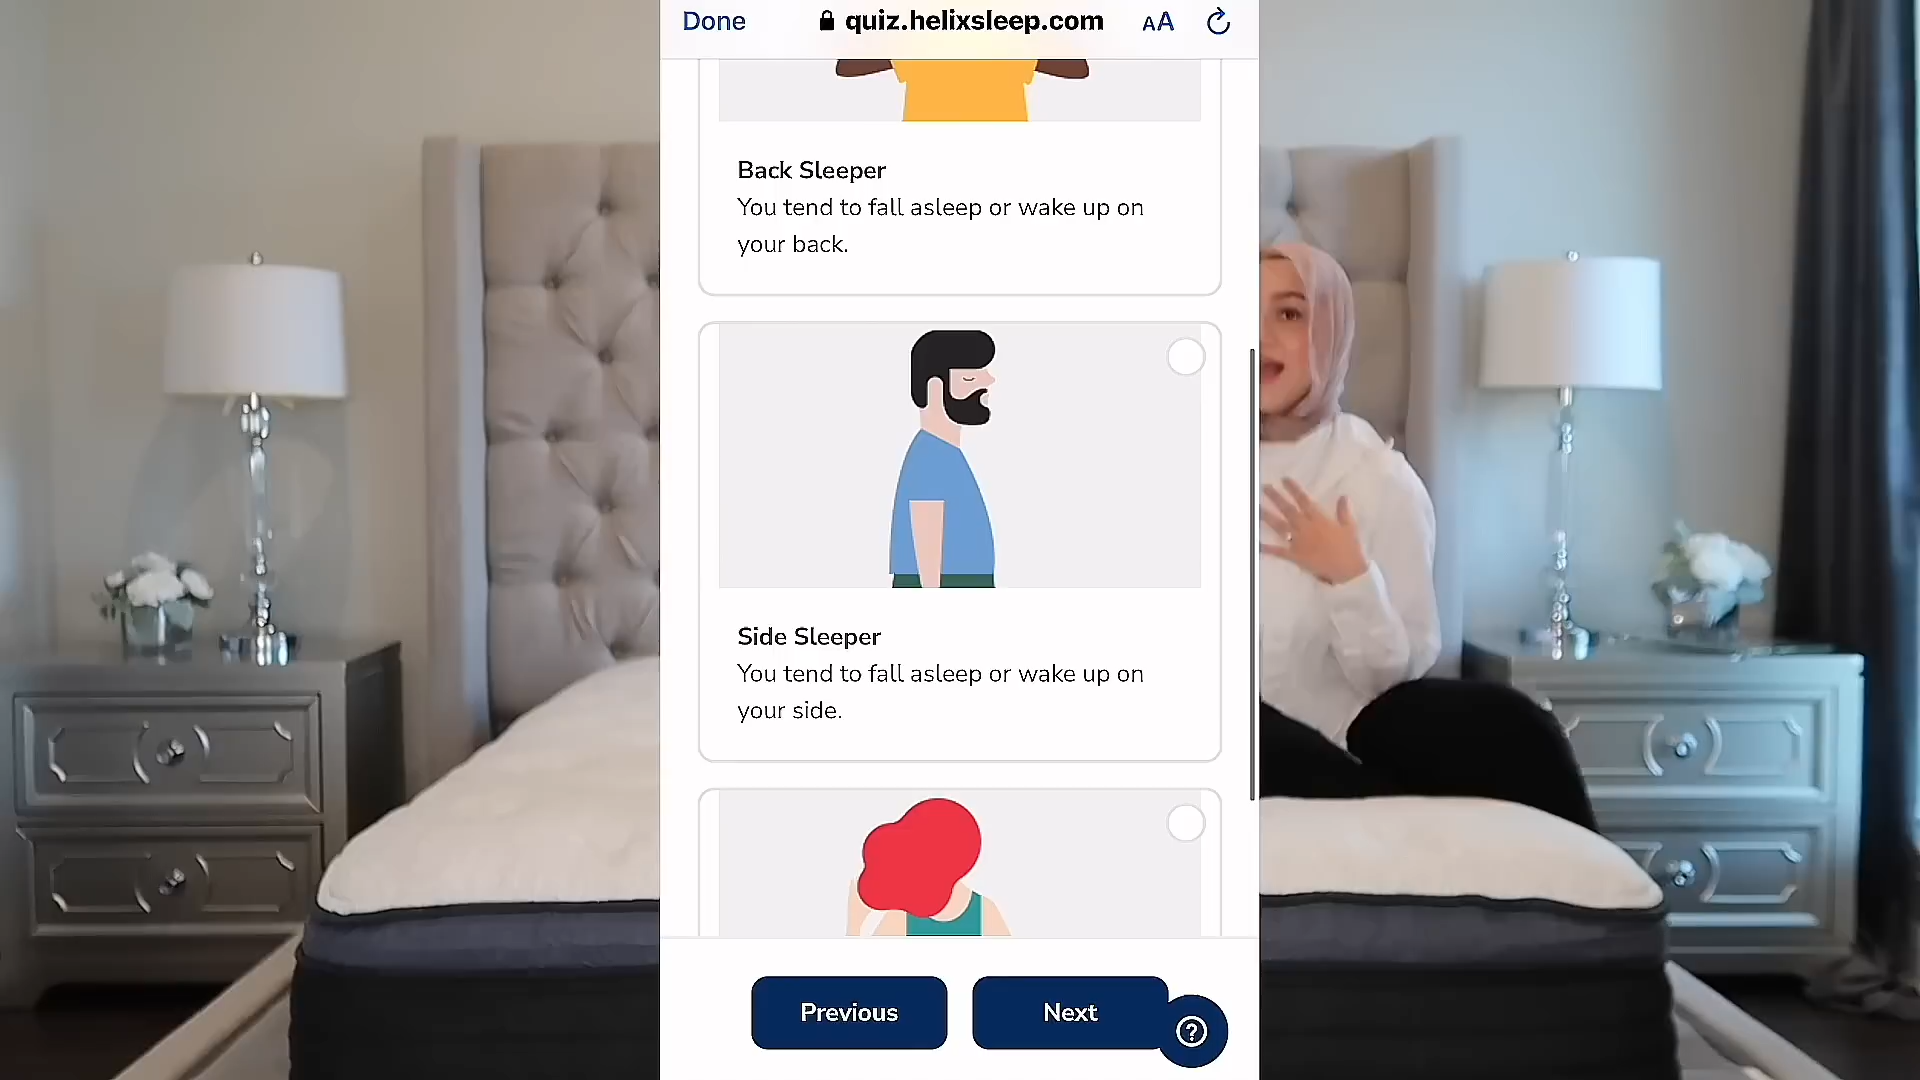 Done
quiz.helixsleep.com
AA
Back Sleeper
You tend to fall asleep or wake up on
your back.
Side Sleeper
You tend to fall asleep or wake up on
your side.
Previous
Next
?